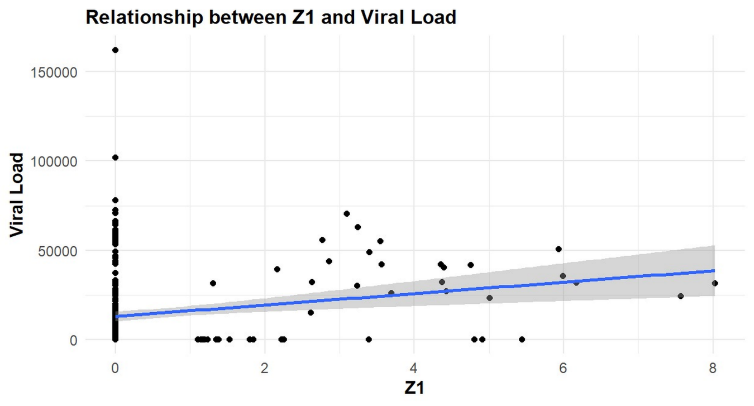 Relationship between Z1 and Viral Load
Viral Load
150000
100000
50000
0
0 2 4 6 8
Z1